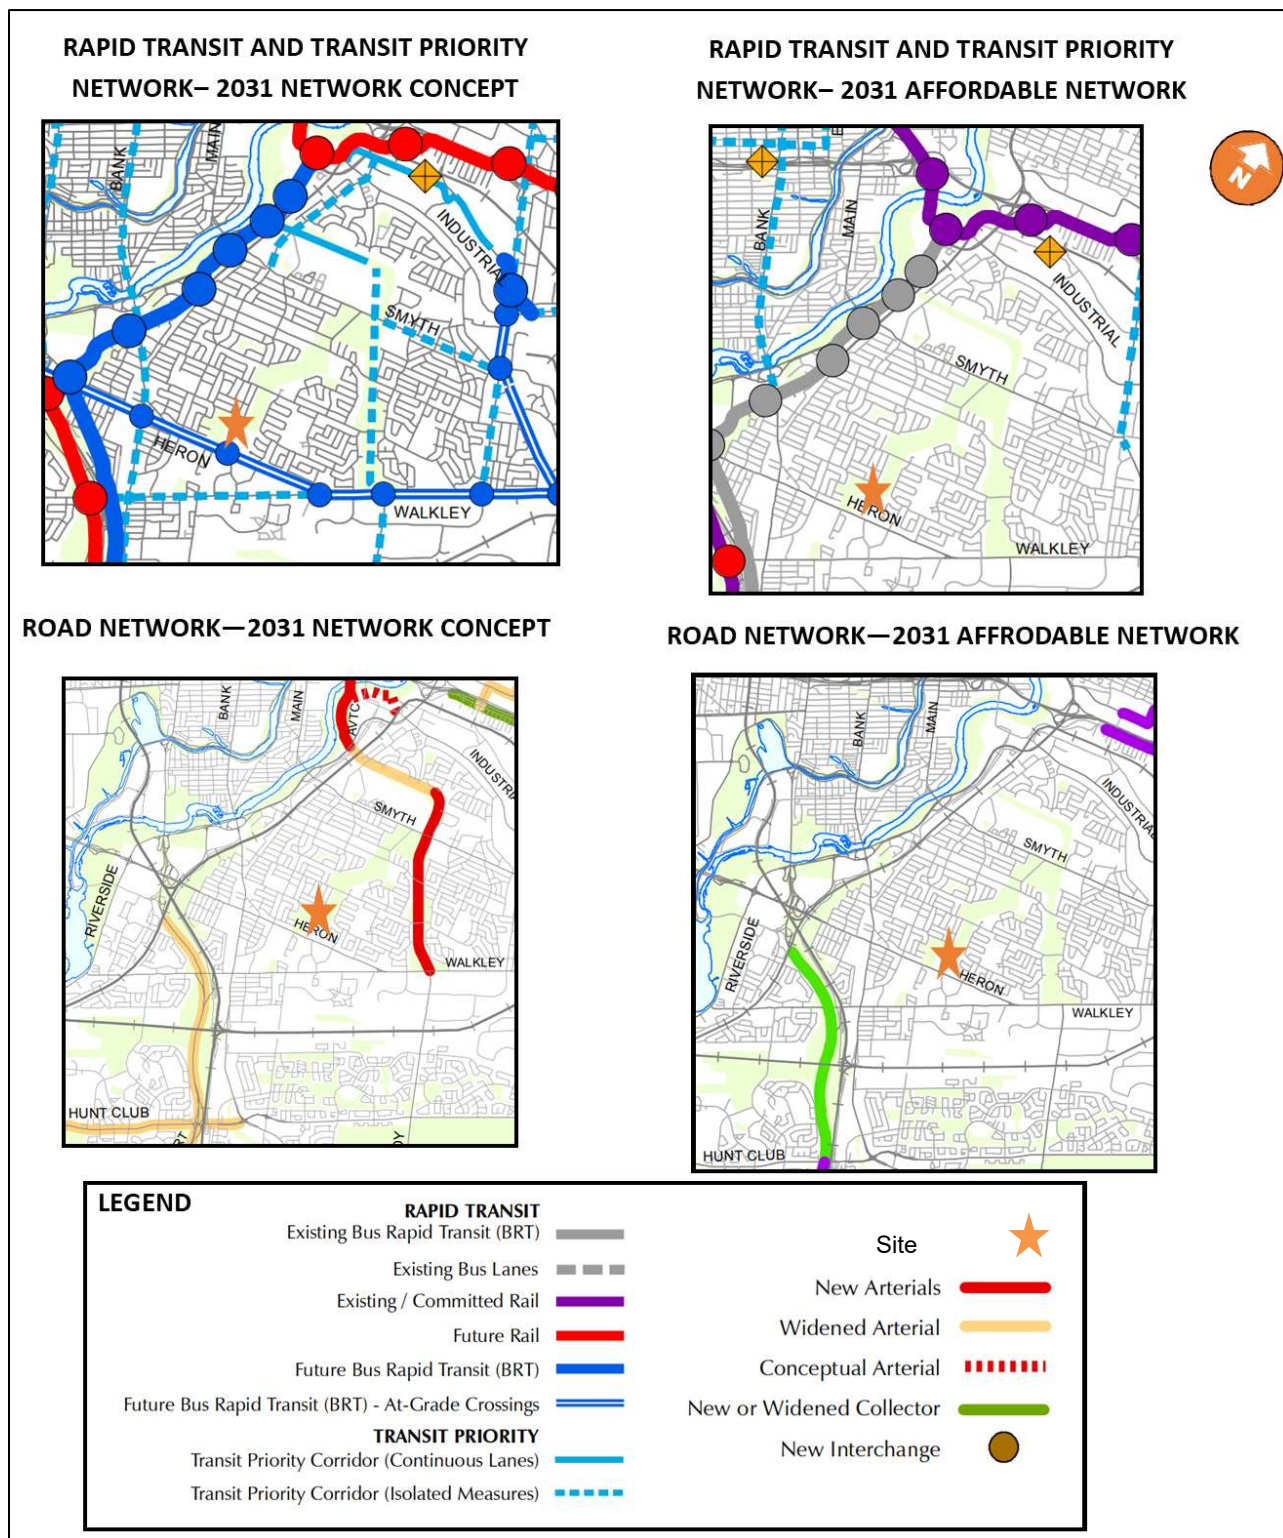 RAPID TRANSIT AND TRANSIT PRIORITY
NETWORK– 2031 NETWORK CONCEPT
BANK
MAIN
INDUSTRIAL
SMYTH
HERON
WALKLEY
RAPID TRANSIT AND TRANSIT PRIORITY
NETWORK– 2031 AFFORDABLE NETWORK
N
E
BANK
MAIN
INDUSTRIAL
SMYTH
HERON
WALKLEY
ROAD NETWORK—2031 NETWORK CONCEPT
BANK
MAIN
AVTC
INDUSTRIA
SMYTH
RIVERSIDE
HERON
WALKLEY
HUNT CLUB
RT
DY
ROAD NETWORK—2031 AFFRODABLE NETWORK
BANK
MAIN
INDUSTRIAL
SMYTH
RIVERSIDE
HERON
WALKLEY
HUNT CLUB
LEGEND
RAPID TRANSIT
Existing Bus Rapid Transit (BRT)
Existing Bus Lanes
Existing / Committed Rail
Future Rail
Future Bus Rapid Transit (BRT)
Future Bus Rapid Transit (BRT) - At-Grade Crossings
TRANSIT PRIORITY
Transit Priority Corridor (Continuous Lanes)
Transit Priority Corridor (Isolated Measures)
Site
New Arterials
Widened Arterial
Conceptual Arterial
New or Widened Collector
New Interchange